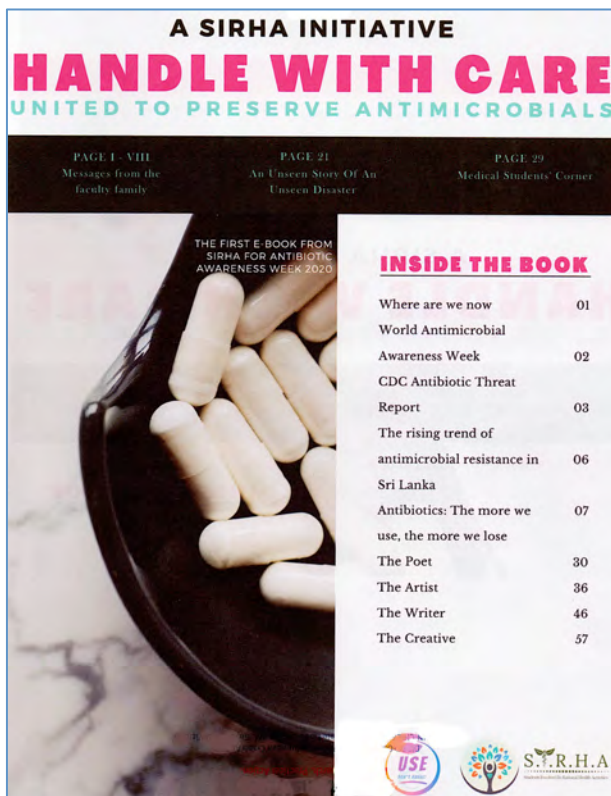 A SIRHA INITIATIVE
HANDLE WITH CARE
UNITED TO PRESERVE ANTIMICROBIALS
PAGE I - VIII
Messages from the
faculty family
PAGE 21
An Unseen Story Of An
Unseen Disaster
PAGE 29
Medical Students' Corner
THE FIRST E-BOOK FROM
SIRHA FOR ANTIBIOTIC
AWARENESS WEEK 2020
INSIDE THE BOOK
Where are we now 01
World Antimicrobial
Awareness Week 02
CDC Antibiotic Threat
Report 03
The rising trend of
antimicrobial resistance in 06
Sri Lanka
Antibiotics: The more we 07
use, the more we lose
The Poet 30
The Artist 36
The Writer 46
The Creative 57
USE
S.I.R.H.A